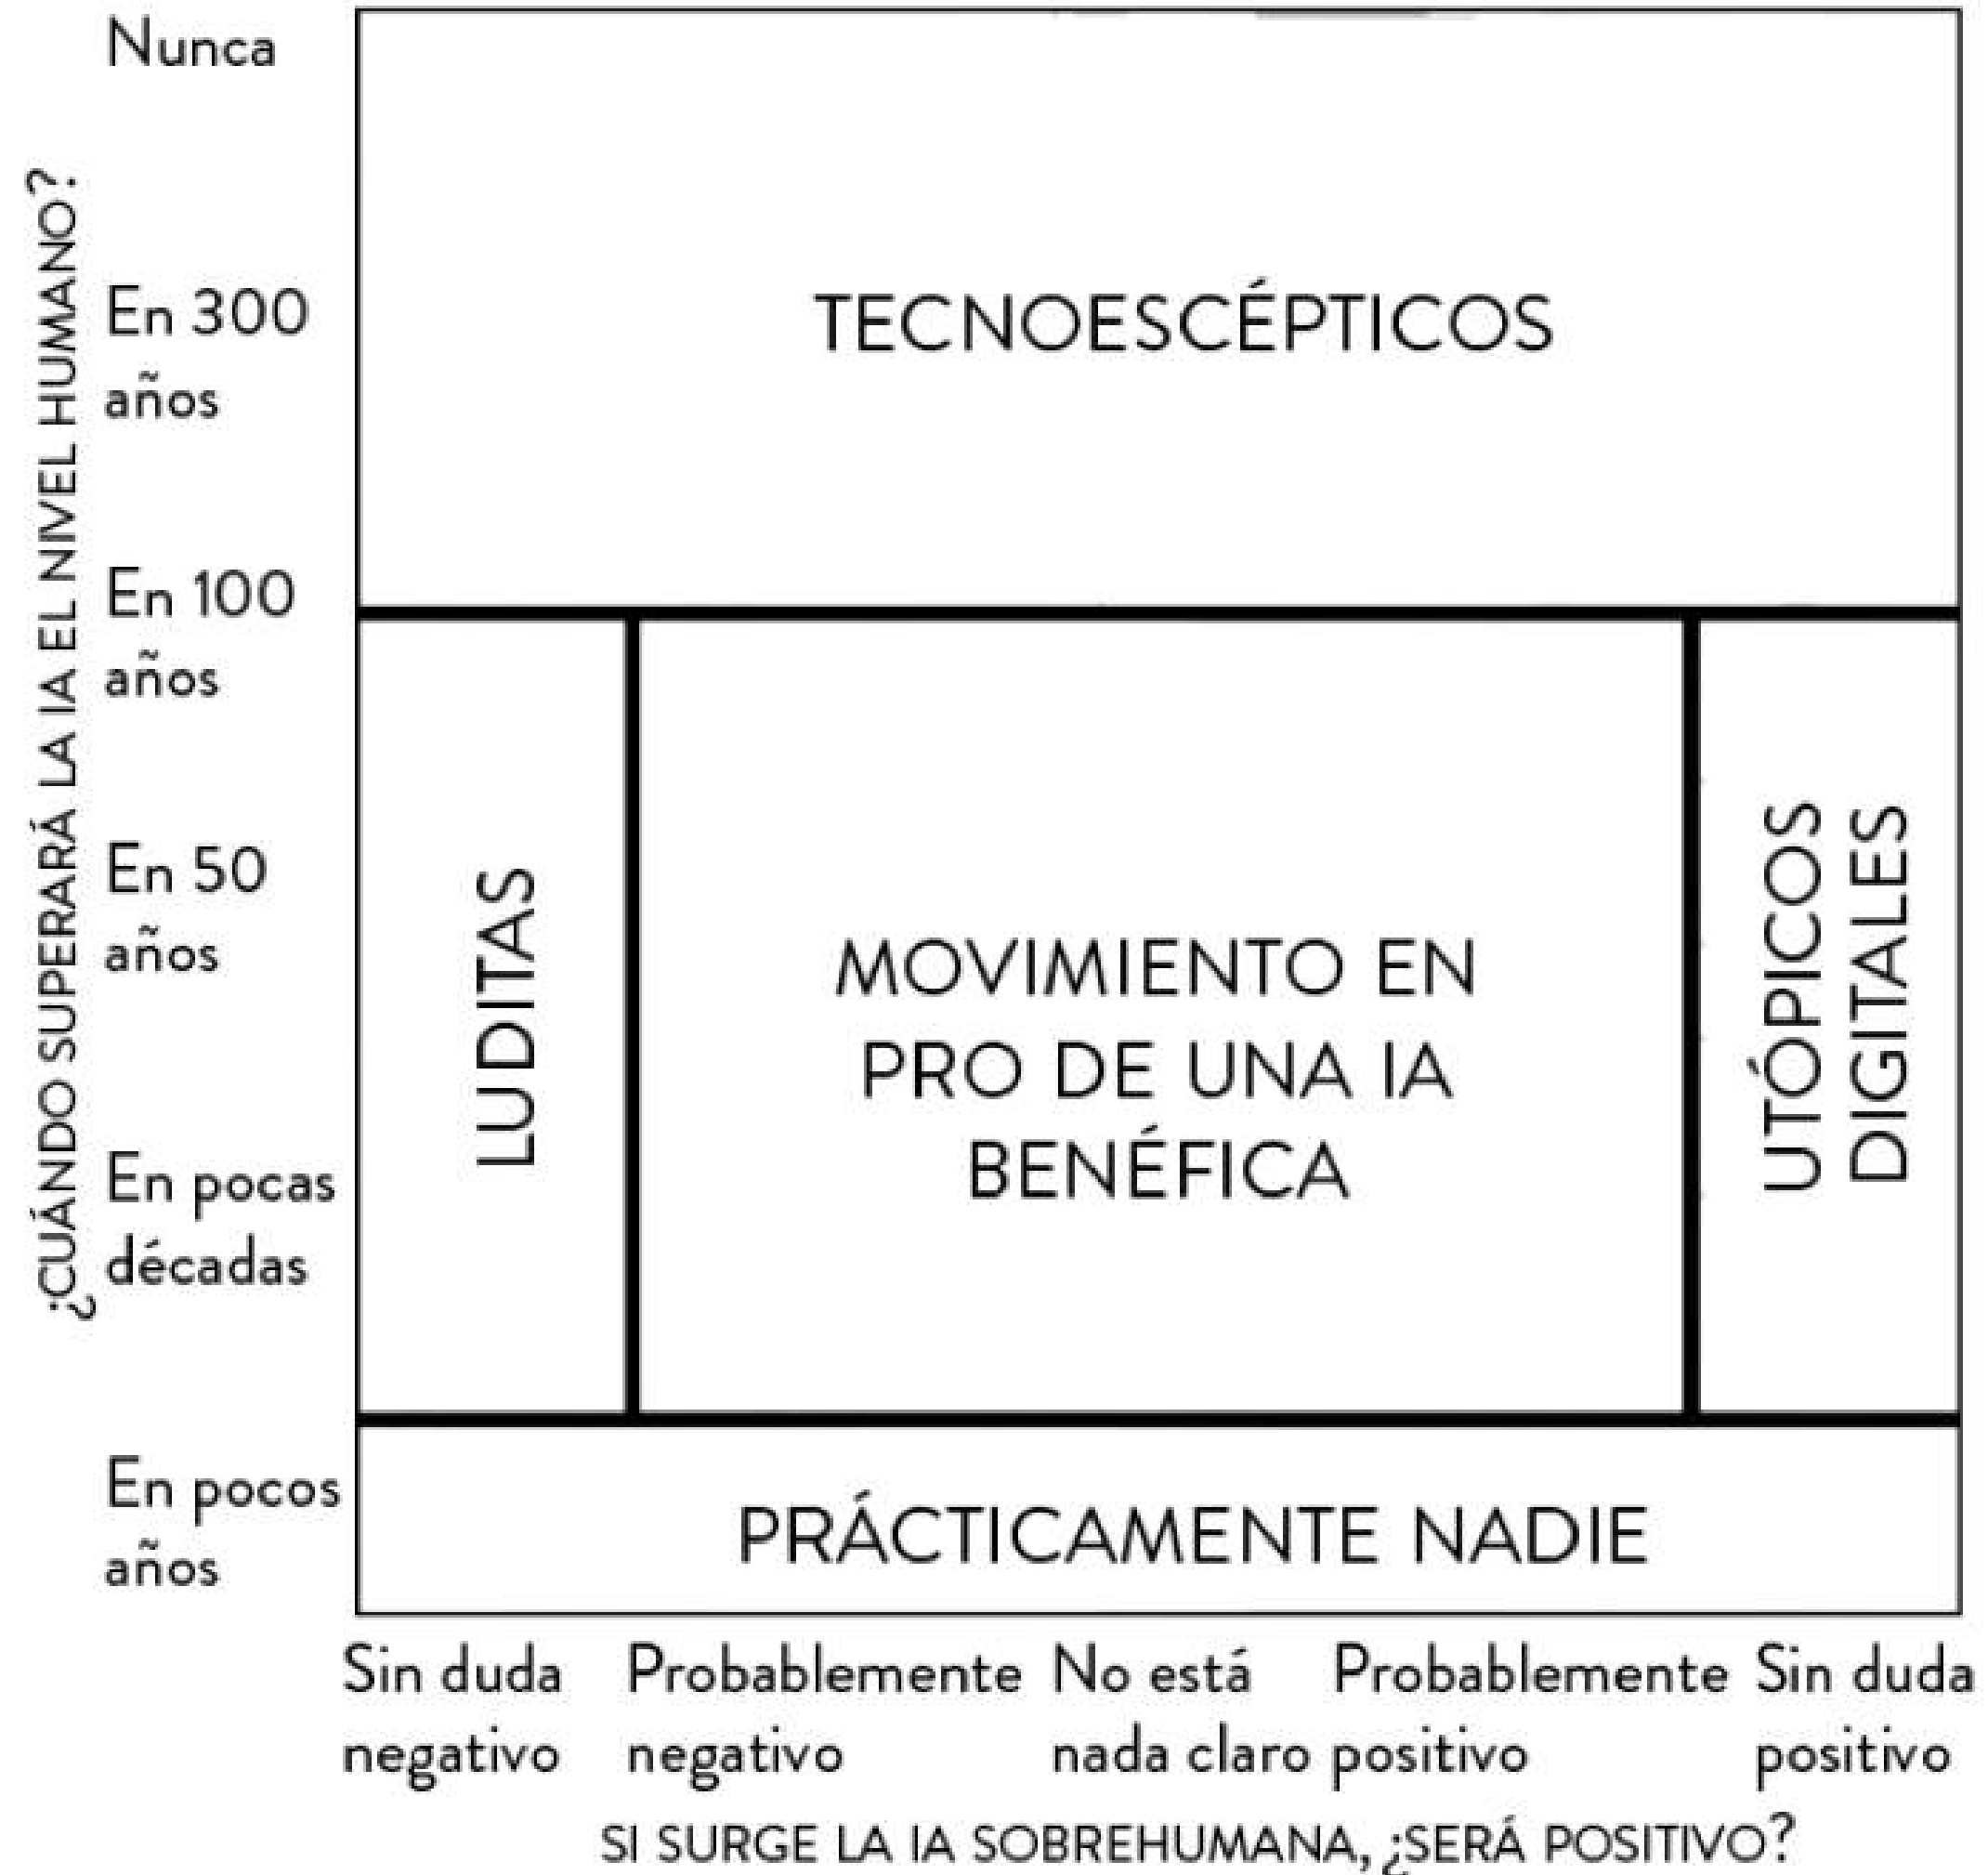 ¿CUÁNDO SUPERARÁ LA IA EL NIVEL HUMANO?
Nunca
En 300
años
En 100
años
En 50
años
En pocas
décadas
En pocos
años
TECNOESCÉPTICOS
LUDITAS
MOVIMIENTO EN
PRO DE UNA IA
BENÉFICA
UTÓPICOS
DIGITALES
PRÁCTICAMENTE NADIE
Sin duda
negativo
Probablemente
negativo
No está
nada claro
Probablemente
positivo
Sin duda
positivo
SI SURGE LA IA SOBREHUMANA, ¿SERÁ POSITIVO?